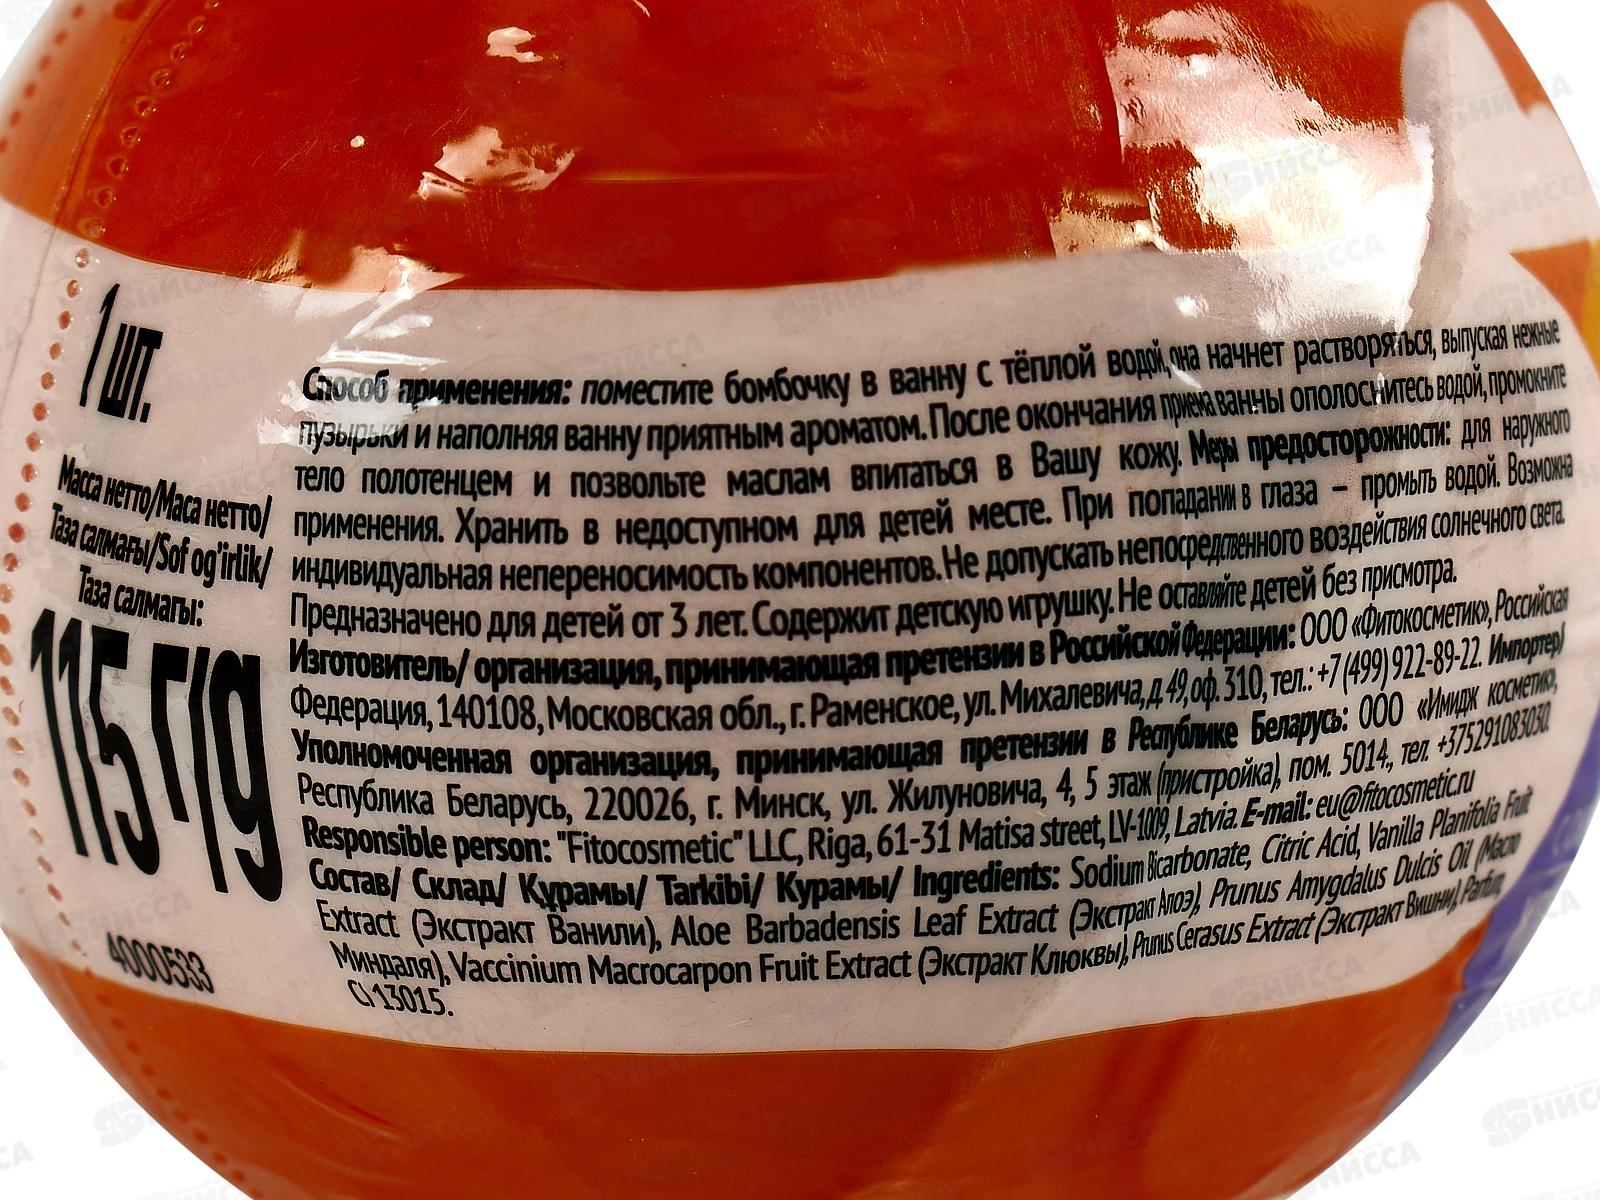 1 шт.
Масса нетто/Маса нетто/
Таза салмағы/Sof og'irlik/
Таза салмагы:
115 г/g
4000533
Способ применения: поместите бомбочку в ванну с тёплой водой, она начнет растворяться, выпуская нежные
пузырьки и наполняя ванну приятным ароматом. После окончания приема ванны ополоснитесь водой, промокните
тело полотенцем и позвольте маслам впитаться в Вашу кожу. Меры предосторожности: для наружного
применения. Хранить в недоступном для детей месте. При попадании в глаза – промыть водой. Возможна
индивидуальная непереносимость компонентов. Не допускать непосредственного воздействия солнечного света.
Предназначено для детей от 3 лет. Содержит детскую игрушку. Не оставляйте детей без присмотра.
Изготовитель/ организация, принимающая претензии в Российской Федерации: ООО «Фитокосметик», Российская
Федерация, 140108, Московская обл., г. Раменское, ул. Михалевича, д. 49, оф. 310, тел.: +7 (499) 922-89-22. Импортер/
Уполномоченная организация, принимающая претензии в Республике Беларусь: ООО «Имидж косметик»,
Республика Беларусь, 220026, г. Минск, ул. Жилуновича, 4, 5 этаж (пристройка), пом. 5014., тел. +375291083030.
Responsible person: "Fitocosmetic" LLC, Riga, 61-31 Matisa street, LV-1009, Latvia. E-mail: eu@fitocosmetic.ru
Состав/ Склад/ Құрамы/ Tarkibi/ Курамы/ Ingredients: Sodium Bicarbonate, Citric Acid, Vanilla Planifolia Fruit
Extract (Экстракт Ванили), Aloe Barbadensis Leaf Extract (Экстракт Алоэ), Prunus Amygdalus Dulcis Oil (Масло
Миндаля), Vaccinium Macrocarpon Fruit Extract (Экстракт Клюквы), Prunus Cerasus Extract (Экстракт Вишни), Parfum,
CI 13015.